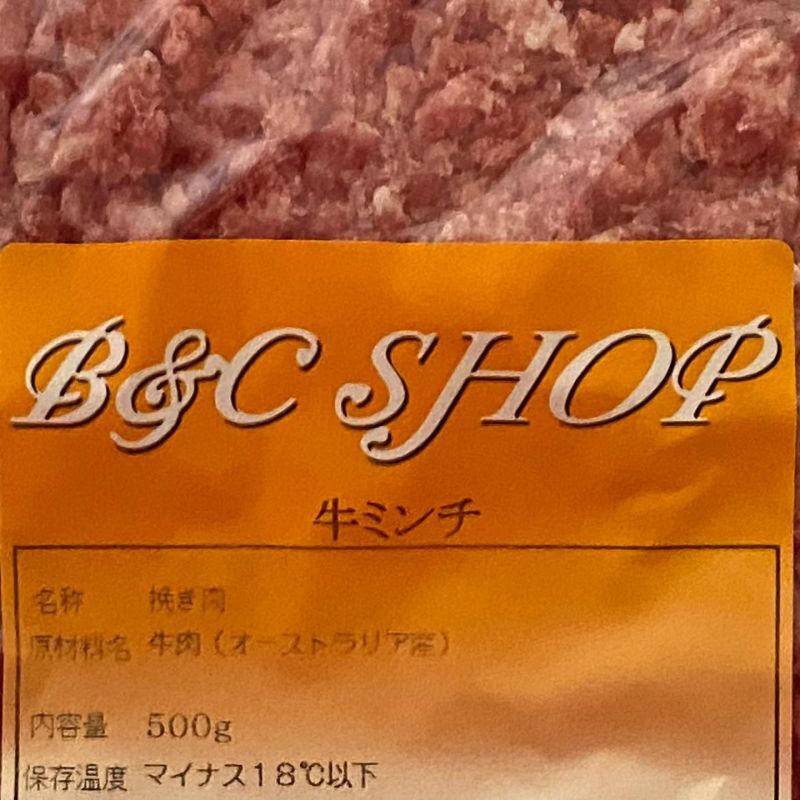 B&C SHOP
牛ミンチ
名称 挽き肉
原材料名 牛肉(オーストラリア産)
内容量 500g
保存温度 マイナス18℃以下